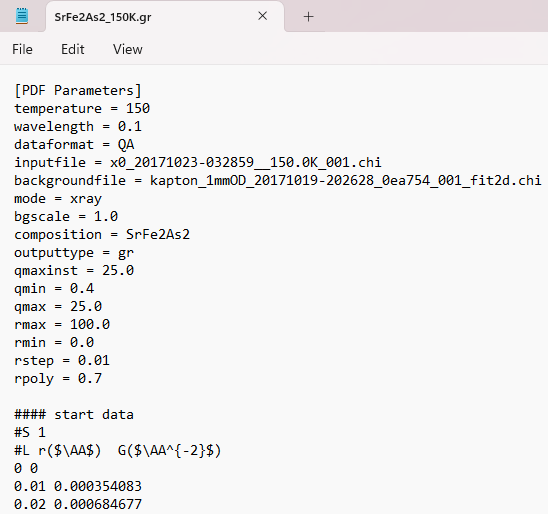 SrFe2As2_150K.gr
File Edit View
[PDF Parameters]
temperature = 150
wavelength = 0.1
dataformat = QA
inputfile = x0_20171023-032859__150.0K_001.chi
backgroundfile = kapton_1mmOD_20171019-202628_0ea754_001_fit2d.chi
mode = xray
bgscale = 1.0
composition = SrFe2As2
outputtype = gr
qmaxinst = 25.0
qmin = 0.4
qmax = 25.0
rmax = 100.0
rmin = 0.0
rstep = 0.01
rpoly = 0.7
#### start data
#S 1
#L r($\AA$)  G($\AA^{-2}$)
0 0
0.01 0.000354083
0.02 0.000684677